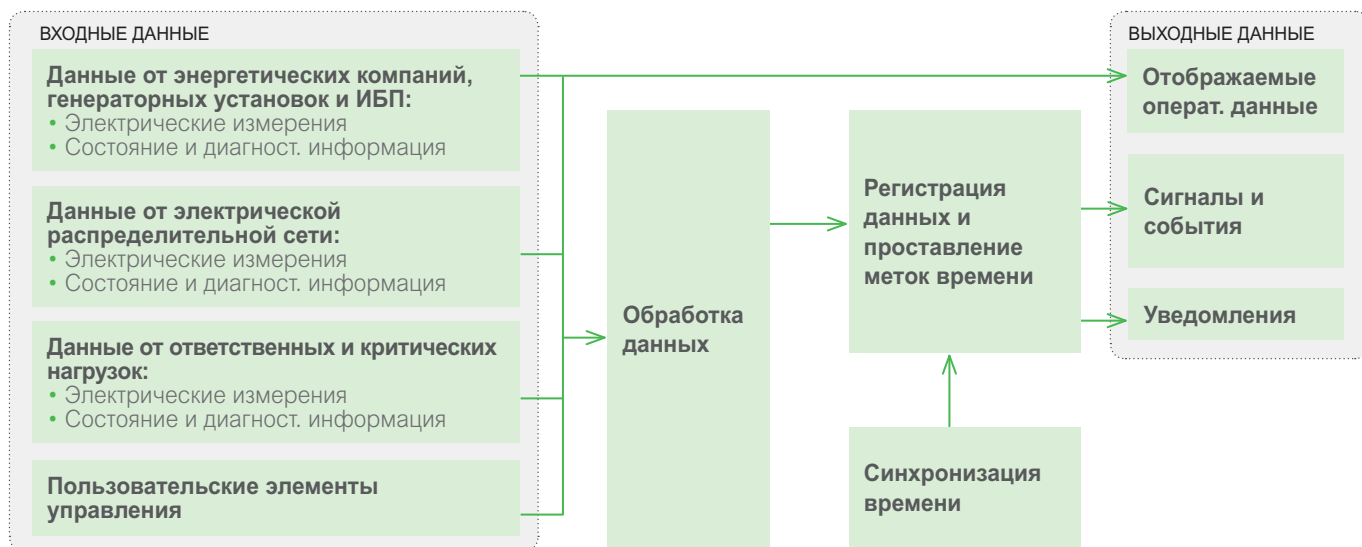 ВХОДНЫЕ ДАННЫЕ
Данные от энергетических компаний,
генераторных установок и ИБП:
• Электрические измерения
• Состояние и диагност. информация
Данные от электрической
распределительной сети:
• Электрические измерения
• Состояние и диагност. информация
Данные от ответственных и критических
нагрузок:
• Электрические измерения
• Состояние и диагност. информация
Пользовательские элементы
управления
Обработка
данных
Регистрация
данных и
проставление
меток времени
Синхронизация
времени
ВЫХОДНЫЕ ДАННЫЕ
Отображаемые
операт. данные
Сигналы и
события
Уведомления